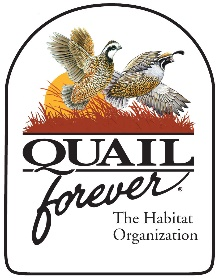 QUAIL
forever®
The Habitat
Organization